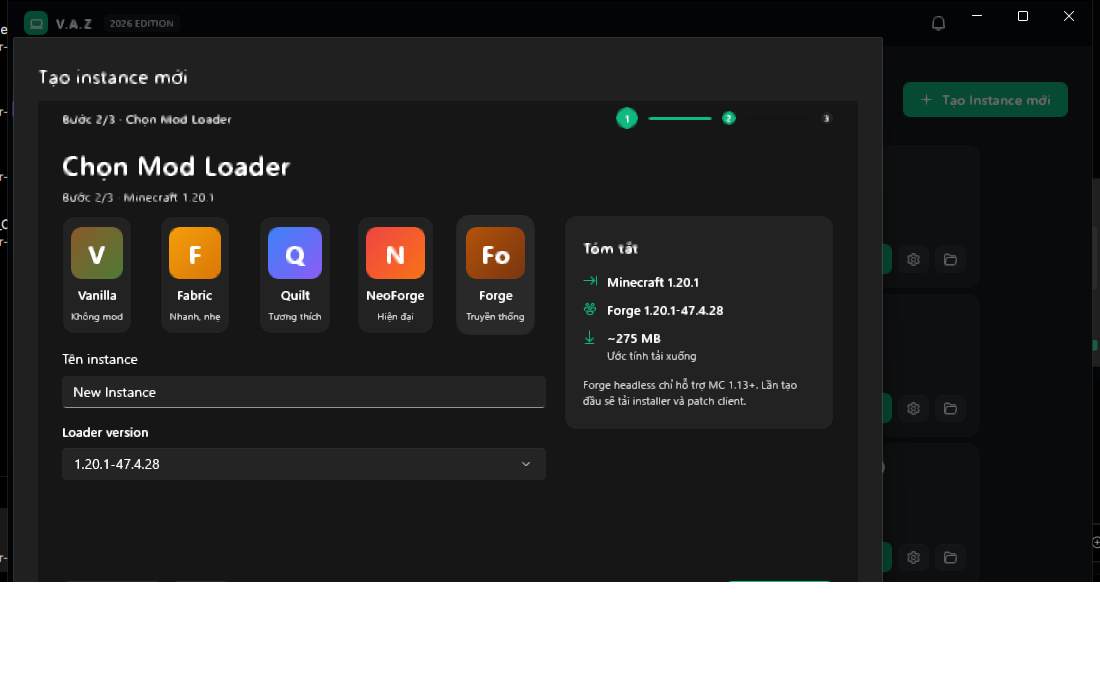 V.A.Z 2026 EDITION
Tạo instance mới
+ Tạo Instance mới
Bước 2/3 · Chọn Mod Loader
1 2 3
Chọn Mod Loader
Bước 2/3 · Minecraft 1.20.1
V F Q N Fo
Vanilla Fabric Quilt NeoForge Forge
Không mod Nhanh, nhẹ Tương thích Hiện đại Truyền thống
Tên instance
New Instance
Loader version
1.20.1-47.4.28
Tóm tắt
Minecraft 1.20.1
Forge 1.20.1-47.4.28
~275 MB
Ước tính tải xuống
Forge headless chỉ hỗ trợ MC 1.13+. Lần tạo
đầu sẽ tải installer và patch client.